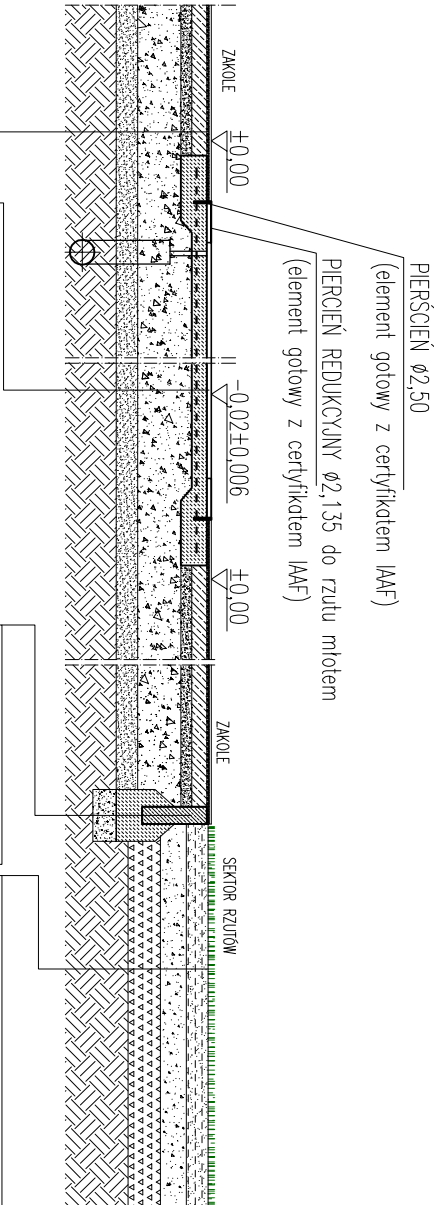 PIERŚCIEŃ ø2,50
(element gotowy z certyfikatem IAAF)
PIERCIEŃ REDUKCYJNY ø2,135 do rzutu młotem
(element gotowy z certyfikatem IAAF)
ZAKOLE
±0,00
-0,02±0,006
±0,00
ZAKOLE
SEKTOR RZUTÓW